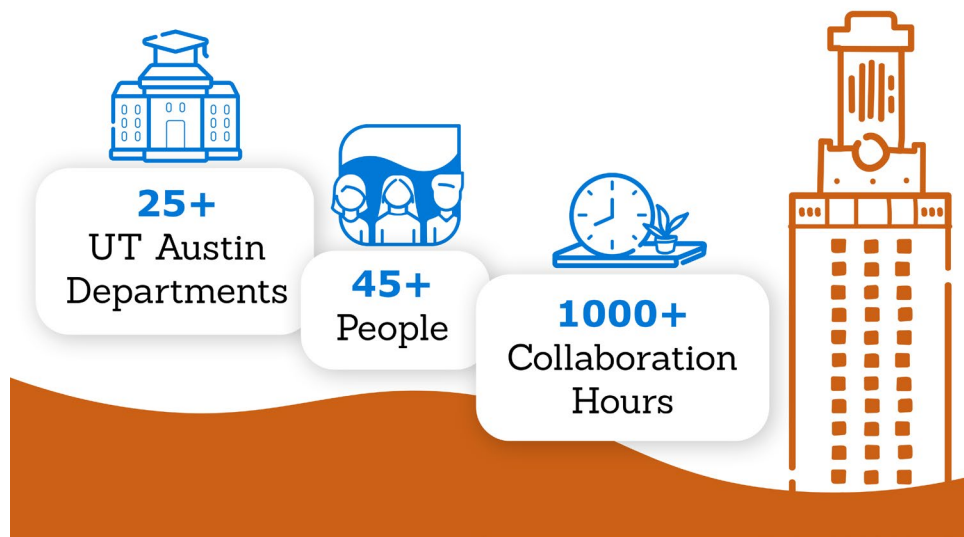 25+
UT Austin
Departments
45+
People
1000+
Collaboration
Hours